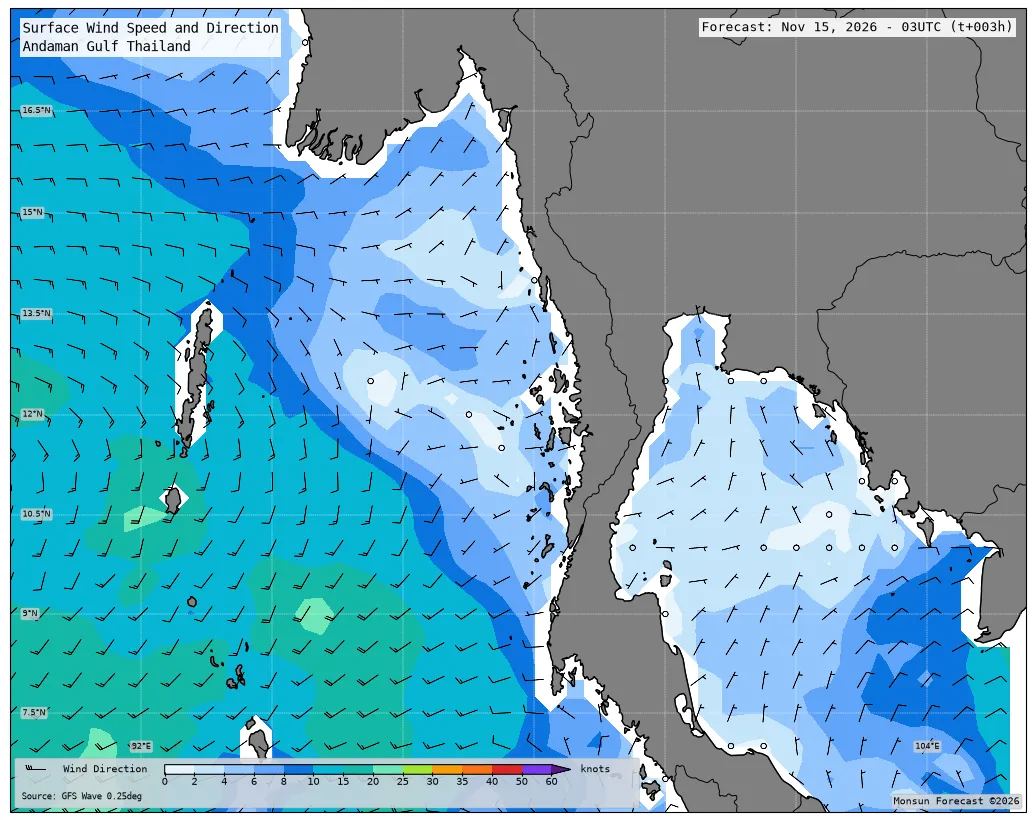 Surface Wind Speed and Direction
Andaman Gulf Thailand
Forecast: Nov 15, 2026 - 03UTC (t+003h)
16.5°N
15°N
13.5°N
12°N
10.5°N
9°N
7.5°N
92°E
104°E
Wind Direction
0 2 4 6 8 10 15 20 25 30 40 50 60
knots
Source: GFS Wave 0.25deg
Monsun Forecast ©2026